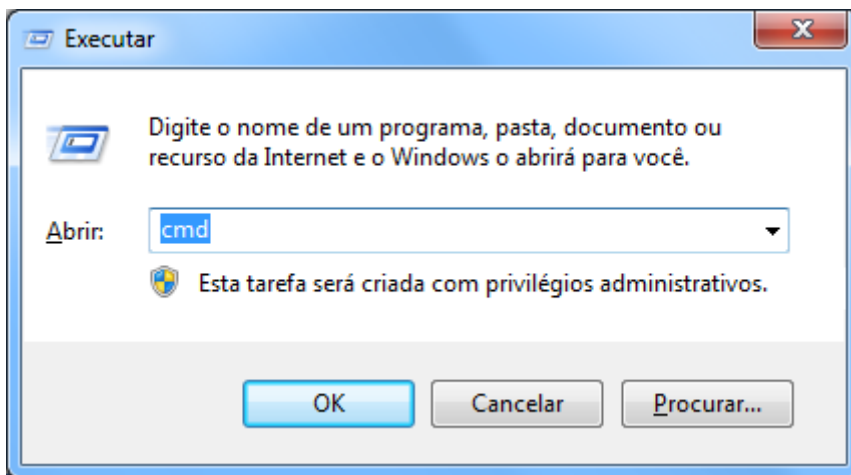 Executar
Digite o nome de um programa, pasta, documento ou
recurso da Internet e o Windows o abrirá para você.
Abrir: cmd
Esta tarefa será criada com privilégios administrativos.
OK Cancelar Procurar...